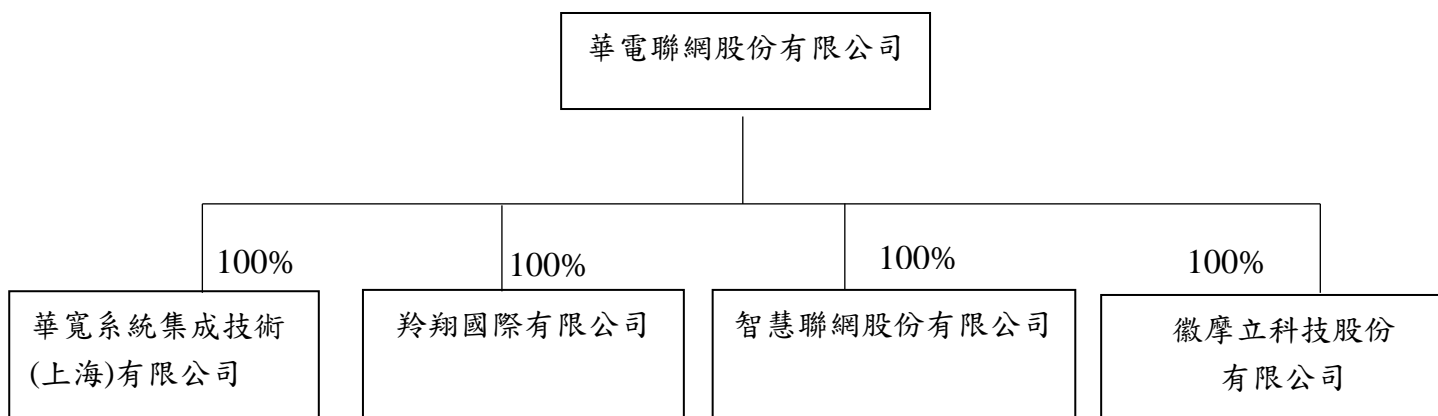 華電聯網股份有限公司
100%
100%
100%
100%
華寬系統集成技術
(上海)有限公司
羚翔國際有限公司
智慧聯網股份有限公司
徽摩立科技股份
有限公司